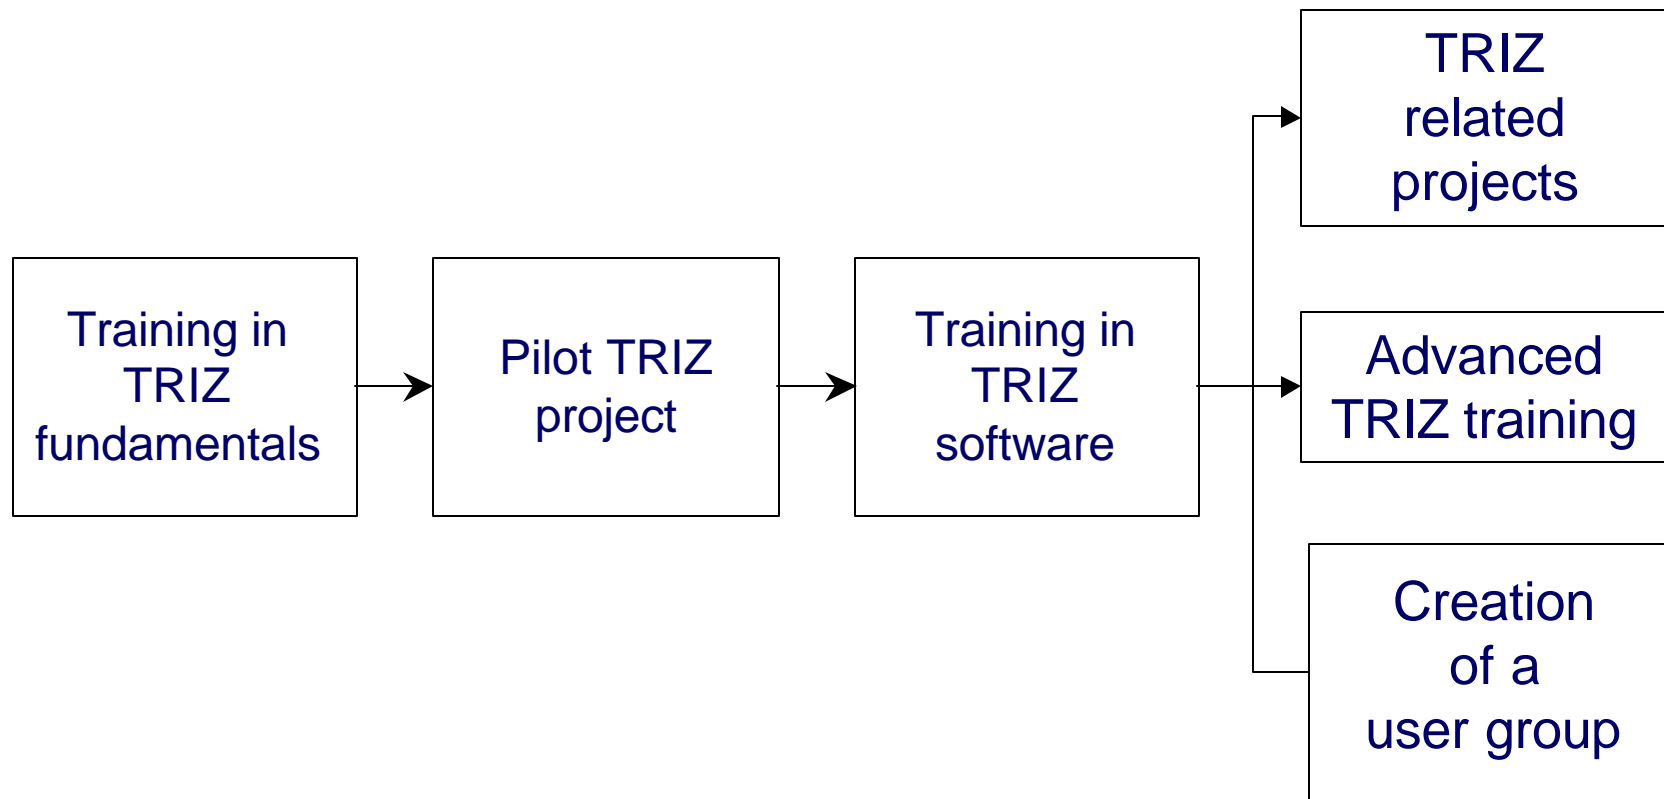 Training in
TRIZ
fundamentals
Pilot TRIZ
project
Training in
TRIZ
software
TRIZ
related
projects
Advanced
TRIZ training
Creation
of a
user group